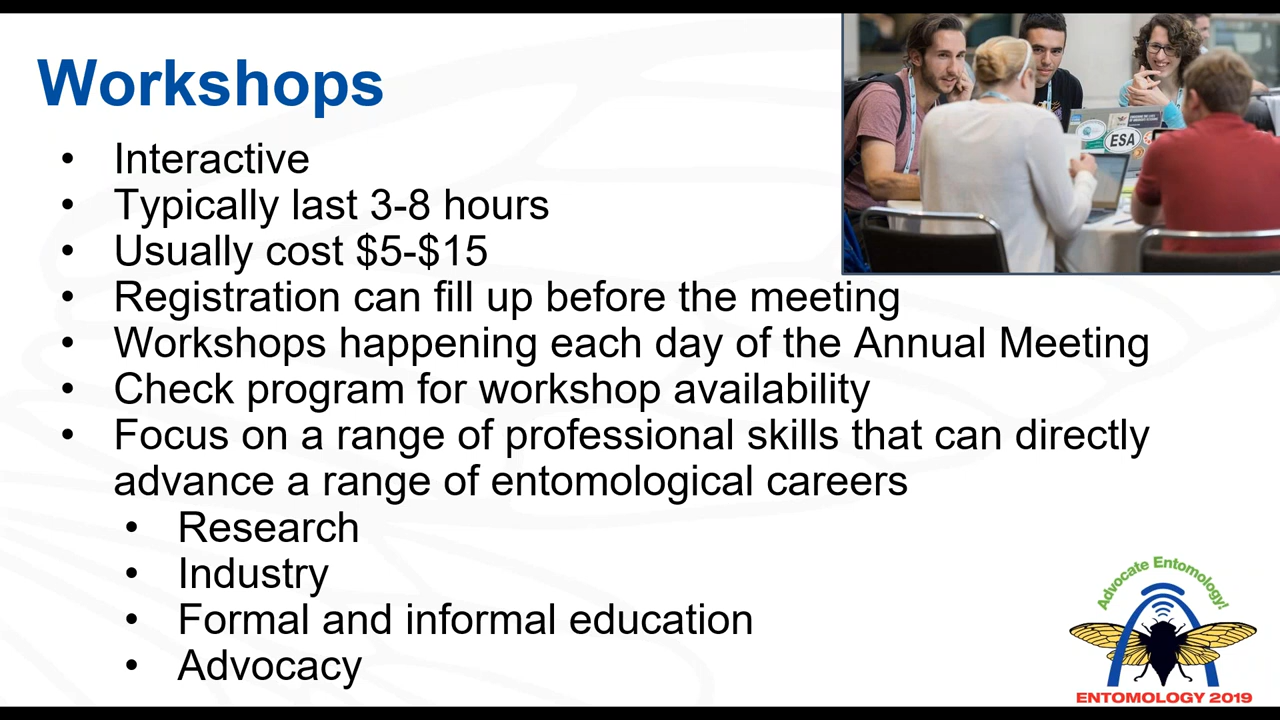 Workshops
• Interactive
• Typically last 3-8 hours
• Usually cost $5-$15
• Registration can fill up before the meeting
• Workshops happening each day of the Annual Meeting
• Check program for workshop availability
• Focus on a range of professional skills that can directly
advance a range of entomological careers
• Research
• Industry
• Formal and informal education
• Advocacy
ESA
Advocate Entomology!
ENTOMOLOGY 2019